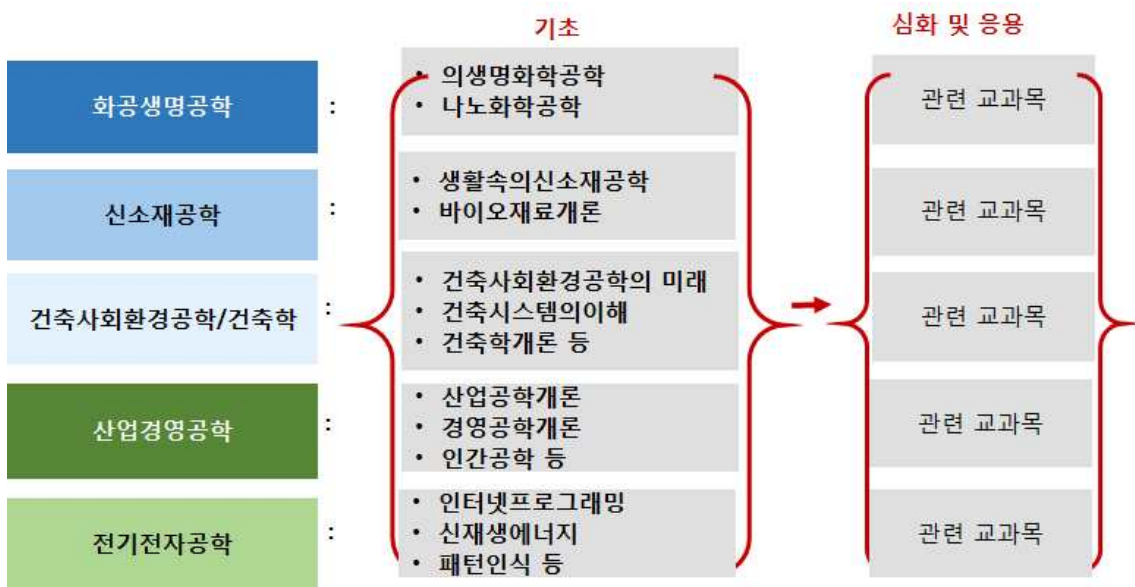 기초
심화 및 응용
화공생명공학 :
• 의생명화학공학
• 나노화학공학
관련 교과목
신소재공학 :
• 생활속의신소재공학
• 바이오재료개론
관련 교과목
건축사회환경공학/건축학 :
• 건축사회환경공학의 미래
• 건축시스템의이해
• 건축학개론 등
관련 교과목
산업경영공학 :
• 산업공학개론
• 경영공학개론
• 인간공학 등
관련 교과목
전기전자공학 :
• 인터넷프로그래밍
• 신재생에너지
• 패턴인식 등
관련 교과목